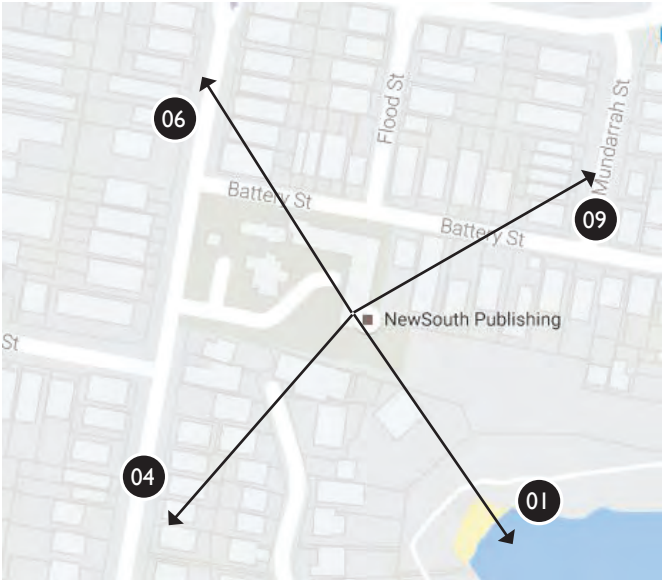 Flood St
Mundarrah St
06
Battery St
09
Battery St
NewSouth Publishing
St
04
01